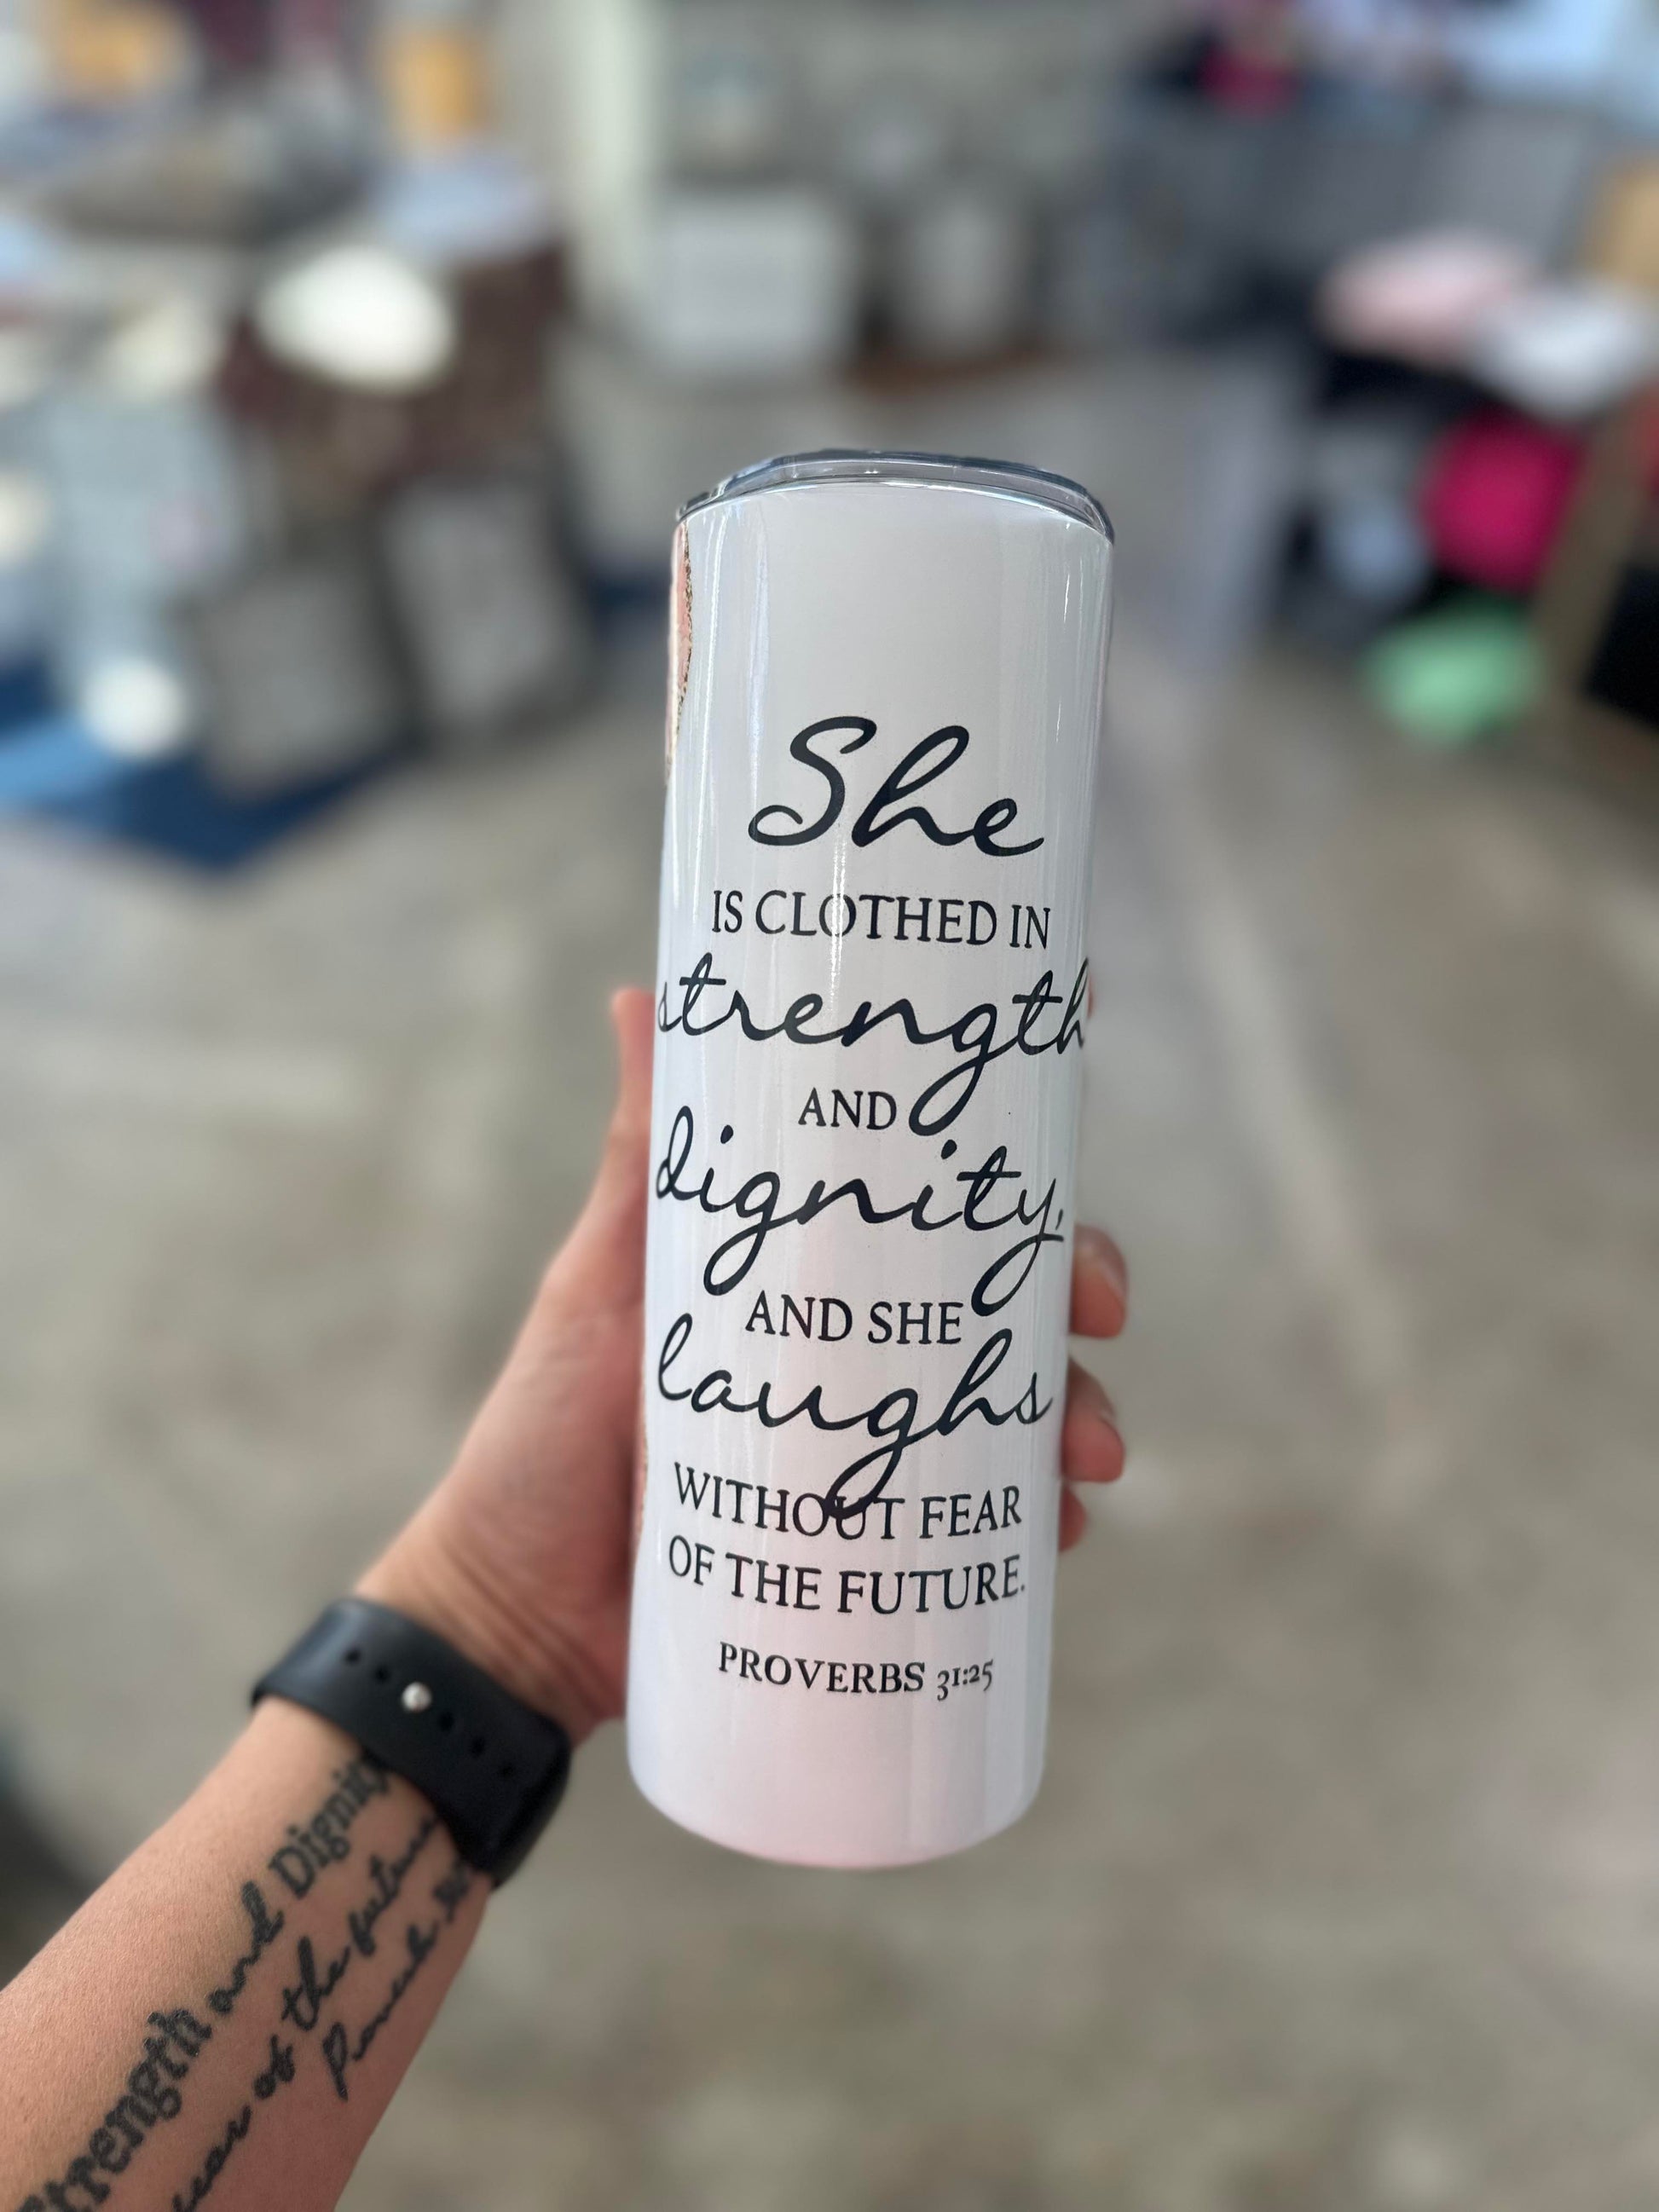 She
IS CLOTHED IN
strength
AND
dignity,
AND SHE
laughs
WITHOUT FEAR
OF THE FUTURE.
PROVERBS 31:25
Strength and Dignity
fear of the future